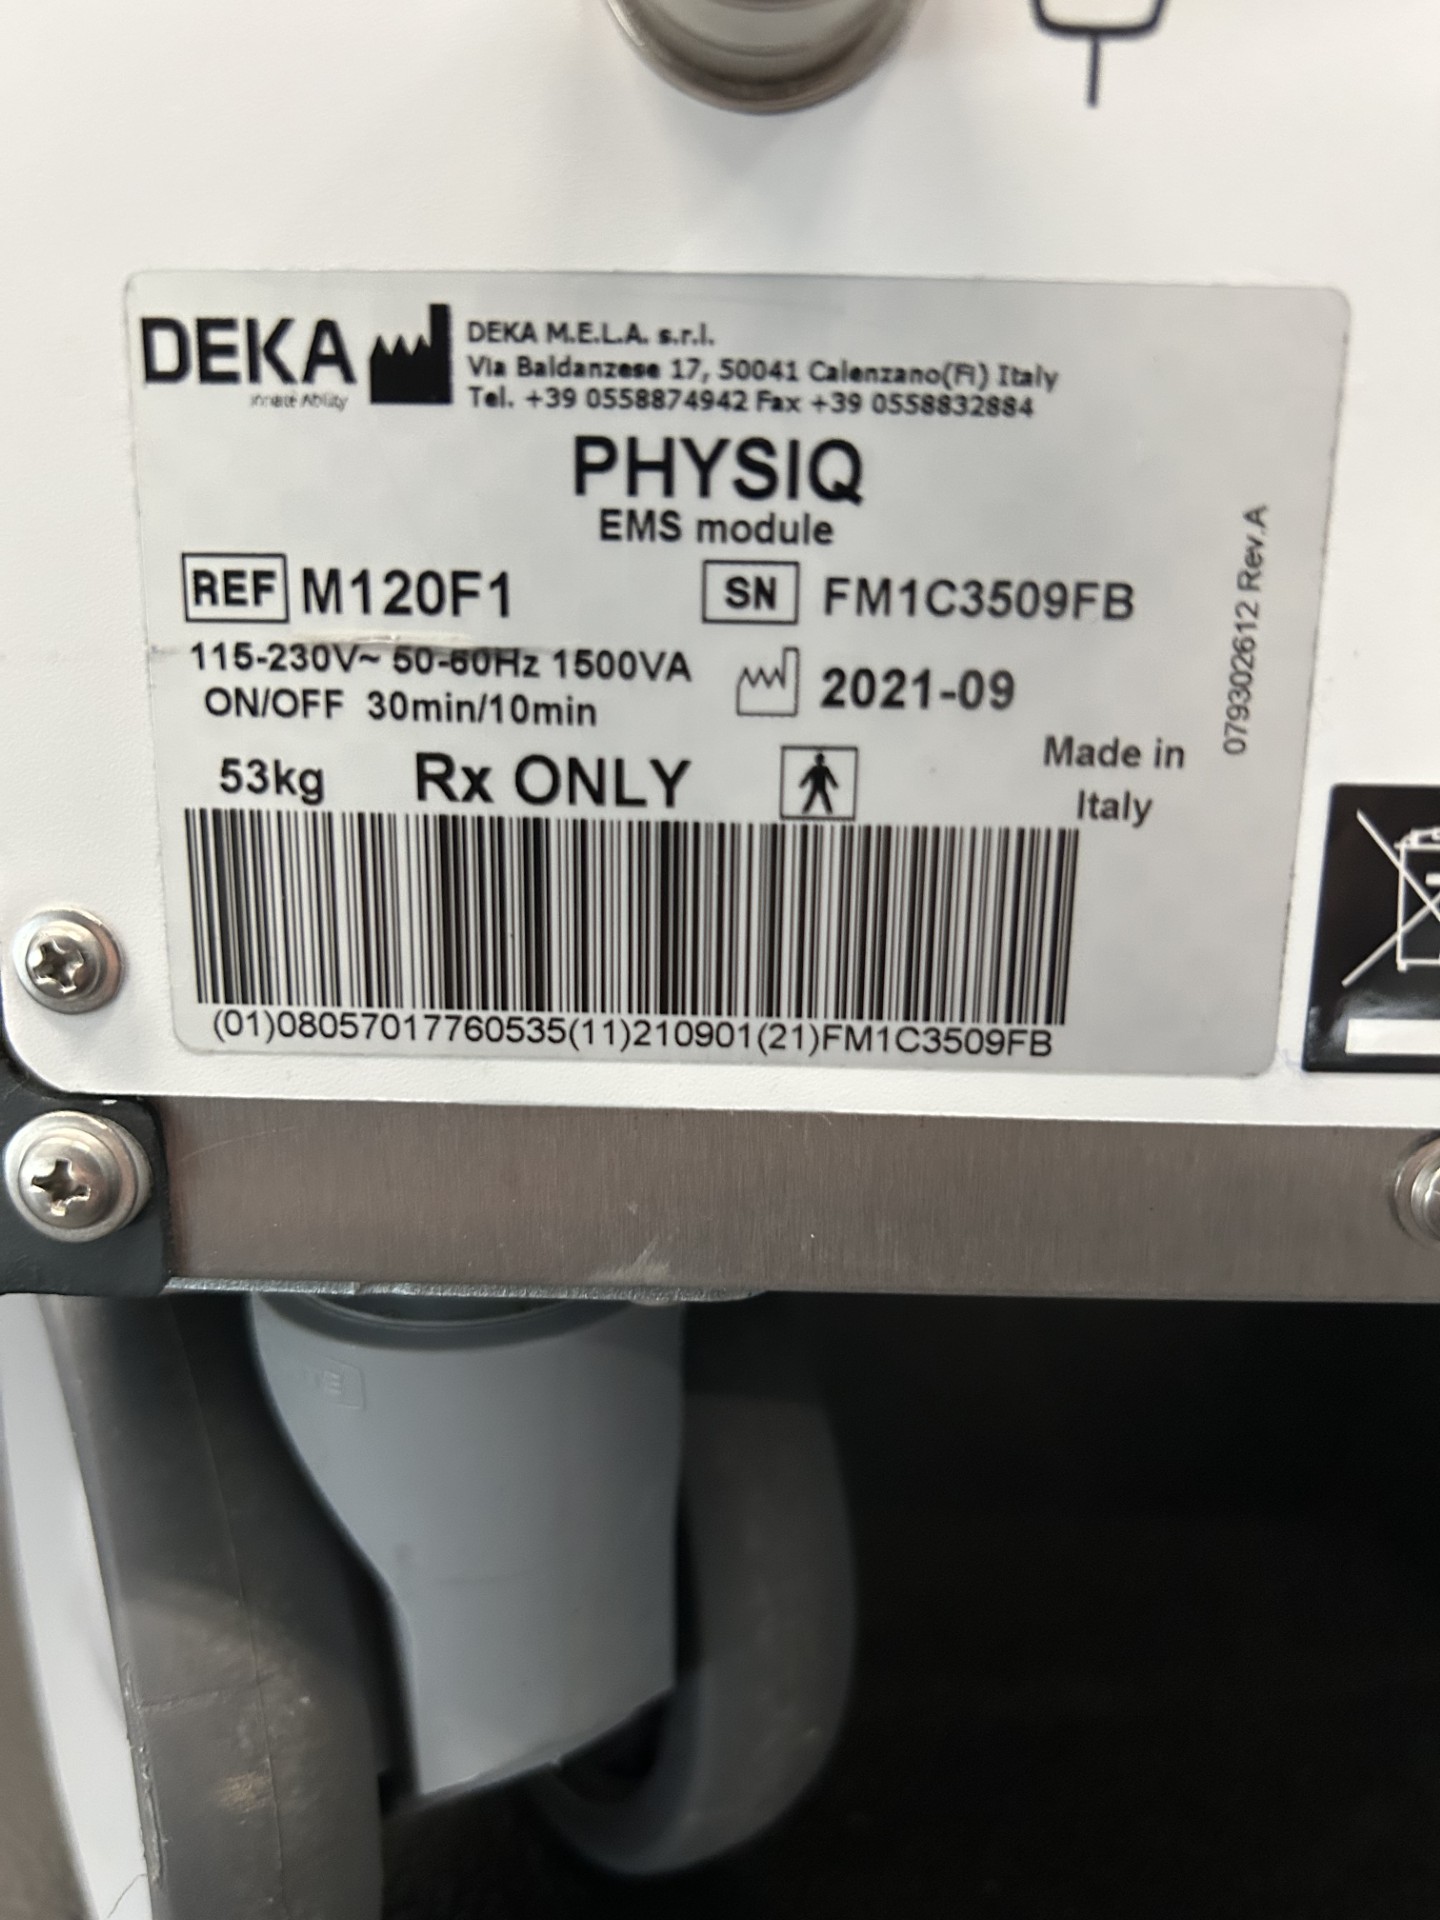 DEKA
Innate Ability
DEKA M.E.L.A. s.r.l.
Via Baldanzese 17, 50041 Calenzano(FI) Italy
Tel. +39 0558874942 Fax +39 0558832884
PHYSIQ
EMS module
REF M120F1
SN FM1C3509FB
115-230V~ 50-60Hz 1500VA
ON/OFF 30min/10min
2021-09
53kg Rx ONLY
Made in
Italy
079302612 Rev.A
(01)08057017760535(11)210901(21)FM1C3509FB